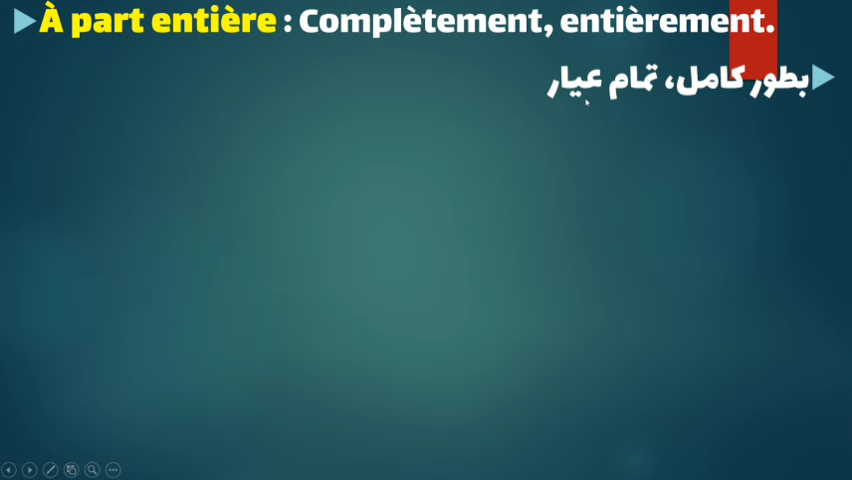 À part entière : Complètement, entièrement.
بطور کامل، تمام عیار